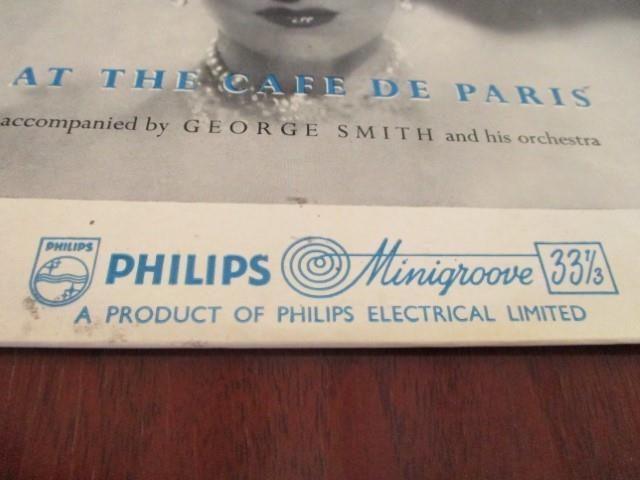 AT THE CAFE DE PARIS
accompanied by GEORGE SMITH and his orchestra
PHILIPS
PHILIPS Minigroove 33⅓
A PRODUCT OF PHILIPS ELECTRICAL LIMITED